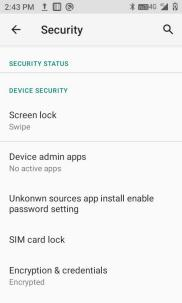 2:43 PM
4G
Security
SECURITY STATUS
DEVICE SECURITY
Screen lock
Swipe
Device admin apps
No active apps
Unkonwn sources app install enable
password setting
SIM card lock
Encryption & credentials
Encrypted